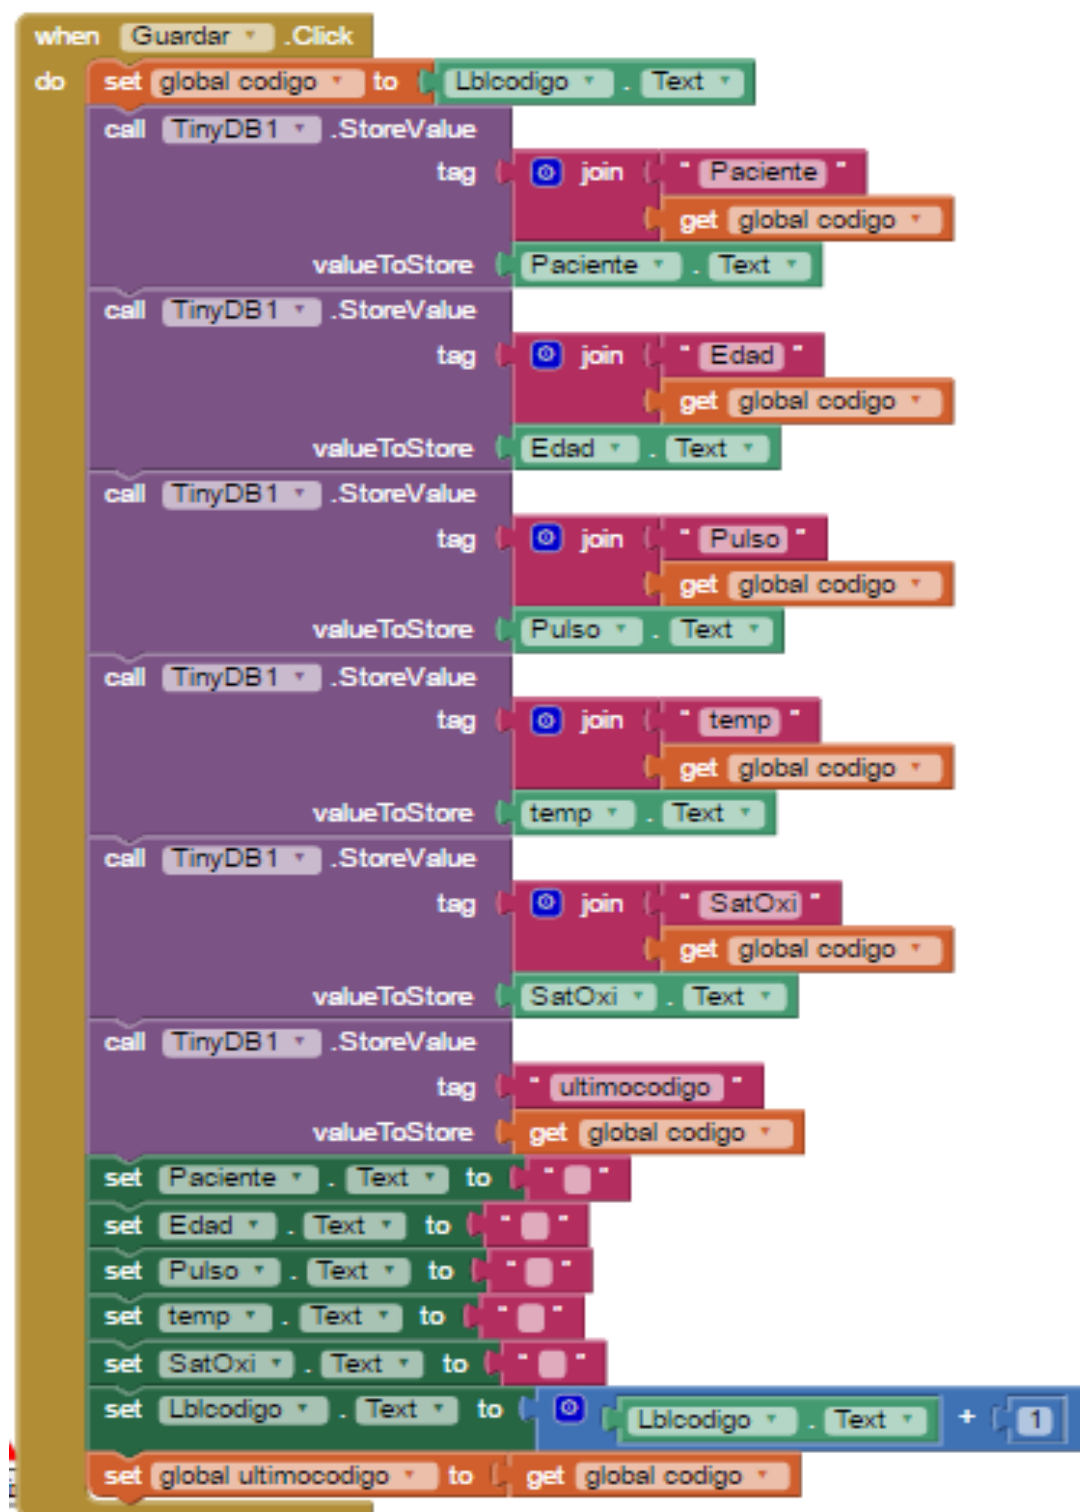 when Guardar .Click
do set global codigo to Lblcodigo . Text
call TinyDB1 .StoreValue
tag join " Paciente "
get global codigo
valueToStore Paciente . Text
call TinyDB1 .StoreValue
tag join " Edad "
get global codigo
valueToStore Edad . Text
call TinyDB1 .StoreValue
tag join " Pulso "
get global codigo
valueToStore Pulso . Text
call TinyDB1 .StoreValue
tag join " temp "
get global codigo
valueToStore temp . Text
call TinyDB1 .StoreValue
tag join " SatOxi "
get global codigo
valueToStore SatOxi . Text
call TinyDB1 .StoreValue
tag " ultimocodigo "
valueToStore get global codigo
set Paciente . Text to " "
set Edad . Text to " "
set Pulso . Text to " "
set temp . Text to " "
set SatOxi . Text to " "
set Lblcodigo . Text to Lblcodigo . Text + 1
set global ultimocodigo to get global codigo